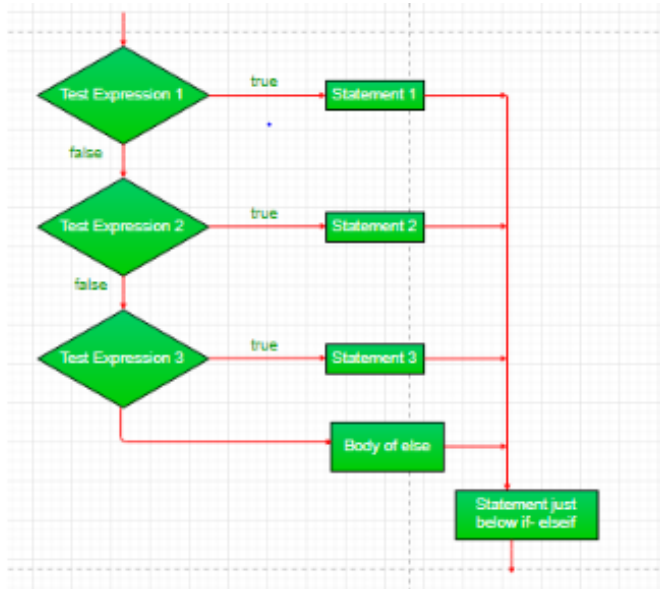 Test Expression 1
true
Statement 1
false
Test Expression 2
true
Statement 2
false
Test Expression 3
true
Statement 3
Body of else
Statement just
below if- elseif